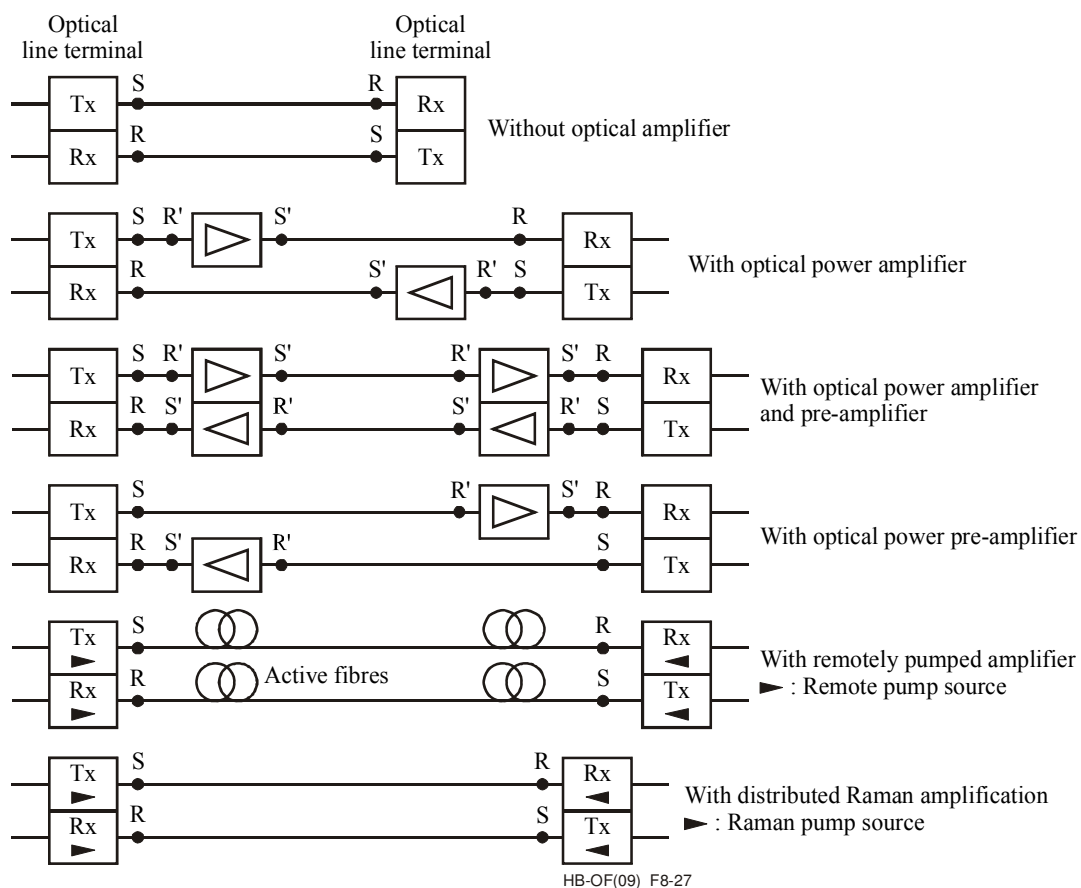 Optical
line terminal
Optical
line terminal
S R
Tx Rx
Without optical amplifier
R S
Rx Tx
S R' S' R
Tx Rx
With optical power amplifier
R S' R' S
Rx Tx
S R' S' R' S' R
Tx Rx
With optical power amplifier
and pre-amplifier
R S' R' S' R' S
Rx Tx
S R' S' R
Tx Rx
With optical power pre-amplifier
R S' R' S
Rx Tx
S R
Tx Rx
With remotely pumped amplifier
R Active fibres S
Rx Tx
: Remote pump source
S R
Tx Rx
With distributed Raman amplification
R S
Rx Tx
: Raman pump source
HB-OF(09)_F8-27